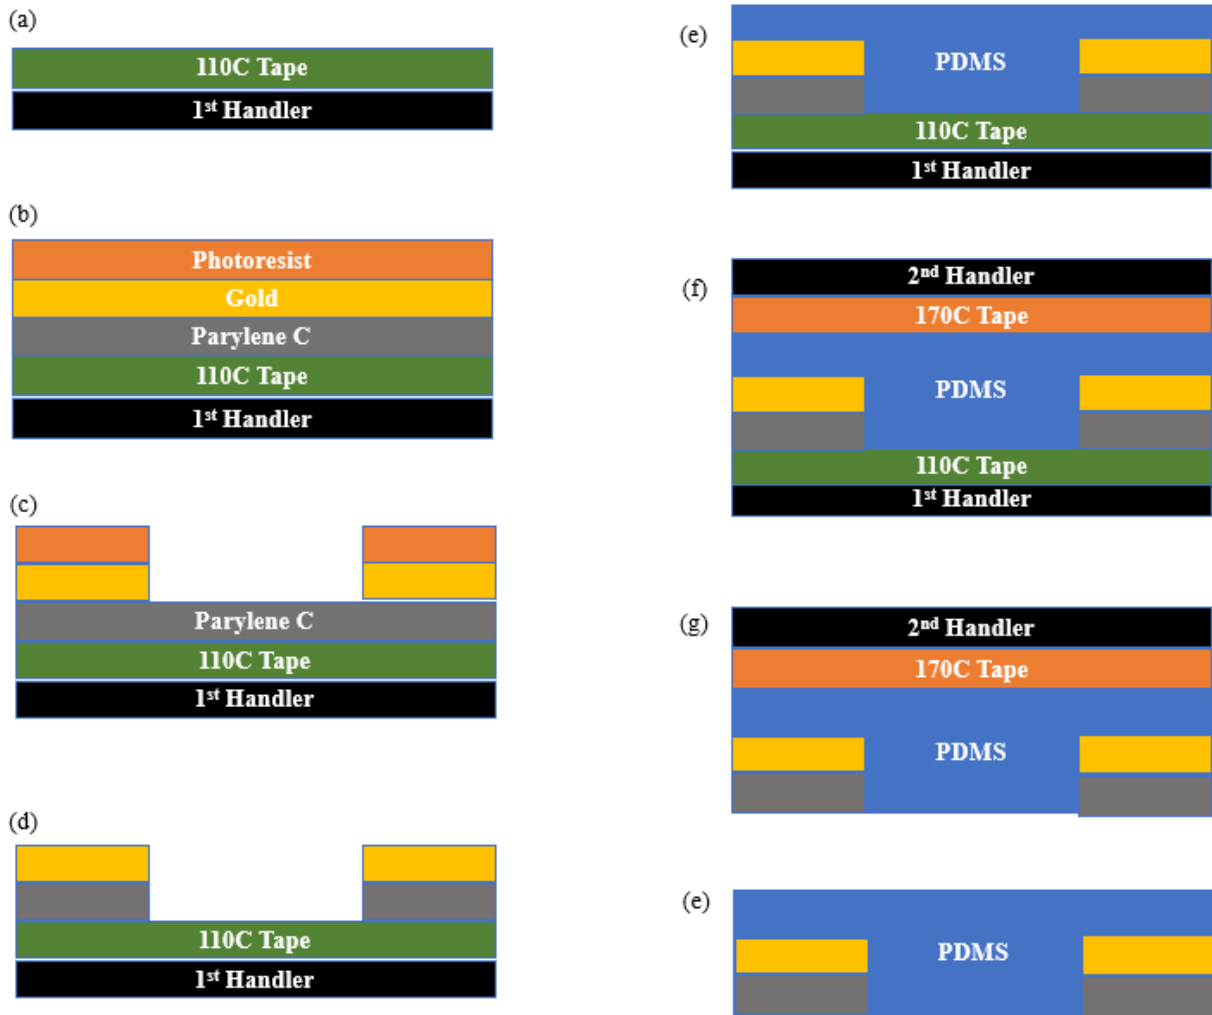 (a)
110C Tape
1st Handler
(b)
Photoresist
Gold
Parylene C
110C Tape
1st Handler
(c)
Parylene C
110C Tape
1st Handler
(d)
110C Tape
1st Handler
(e)
PDMS
110C Tape
1st Handler
(f)
2nd Handler
170C Tape
PDMS
110C Tape
1st Handler
(g)
2nd Handler
170C Tape
PDMS
(e)
PDMS